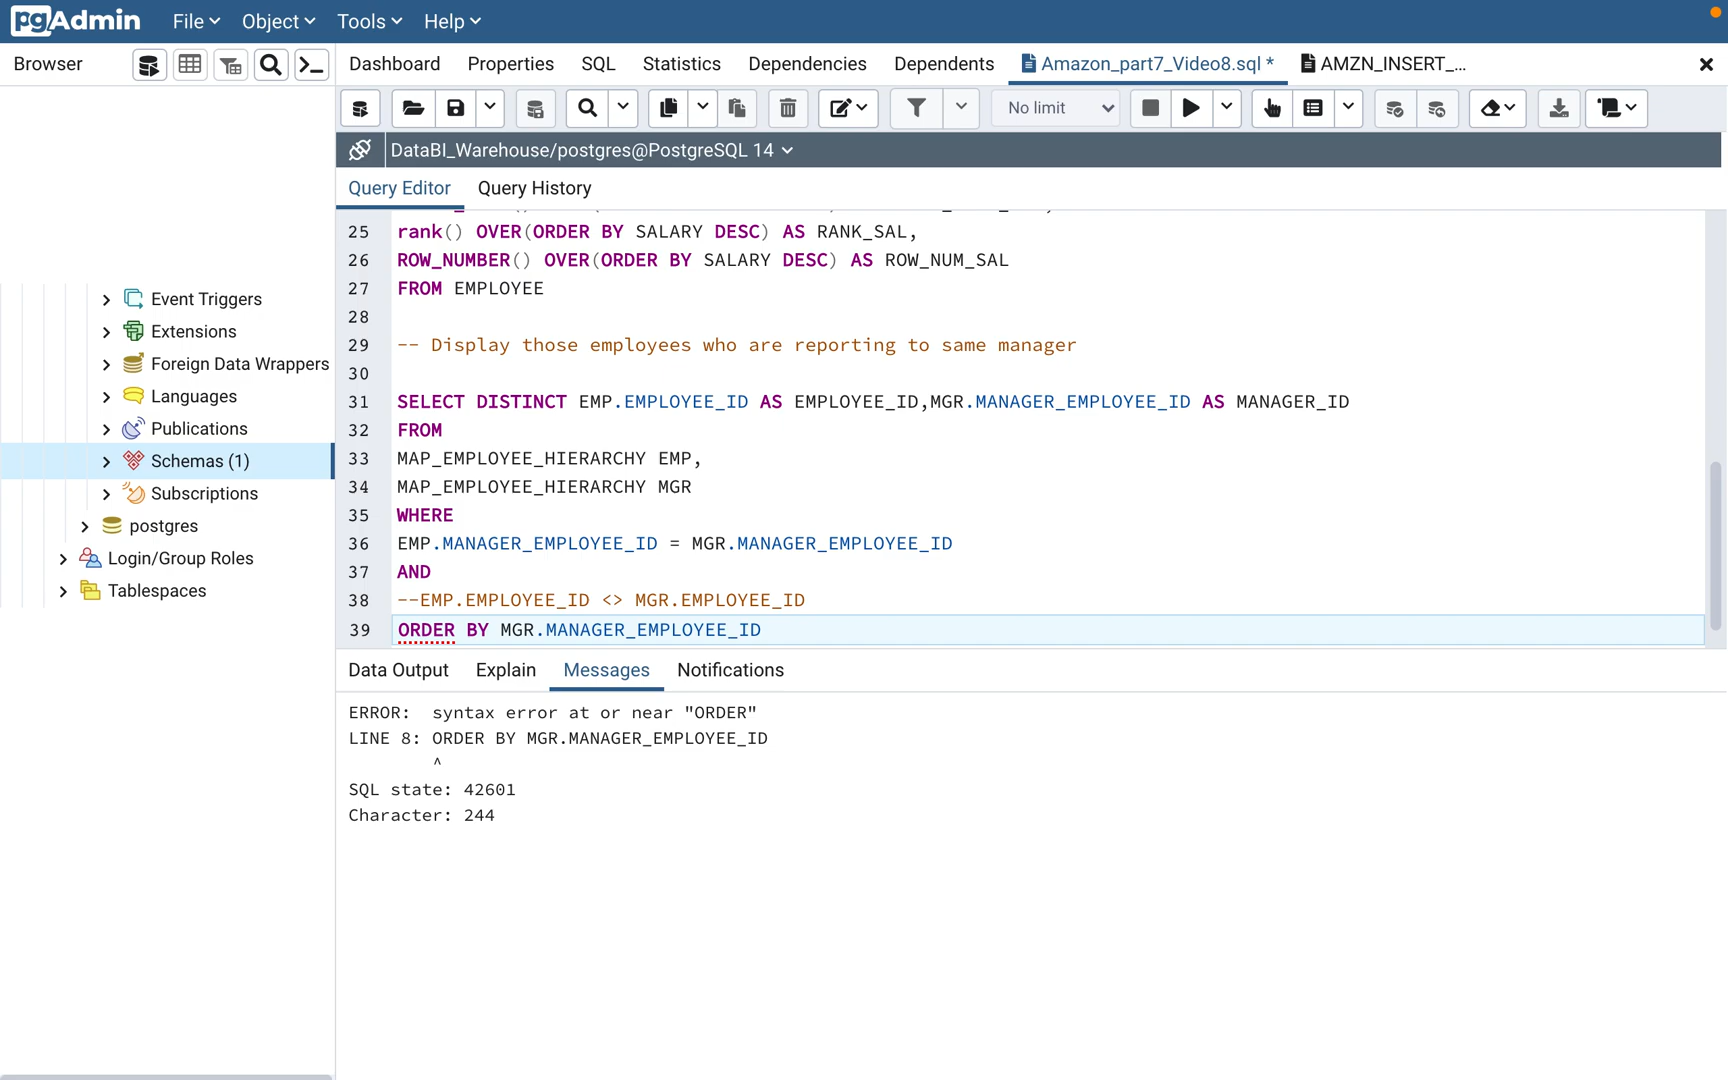 pgAdmin File Object Tools Help
Browser
Dashboard Properties SQL Statistics Dependencies Dependents Amazon_part7_Video8.sql * AMZN_INSERT_...
No limit
DataBI_Warehouse/postgres@PostgreSQL 14
Query Editor Query History
Event Triggers
Extensions
Foreign Data Wrappers
Languages
Publications
Schemas (1)
Subscriptions
postgres
Login/Group Roles
Tablespaces
25 rank() OVER(ORDER BY SALARY DESC) AS RANK_SAL,
26 ROW_NUMBER() OVER(ORDER BY SALARY DESC) AS ROW_NUM_SAL
27 FROM EMPLOYEE
28
29 -- Display those employees who are reporting to same manager
30
31 SELECT DISTINCT EMP.EMPLOYEE_ID AS EMPLOYEE_ID,MGR.MANAGER_EMPLOYEE_ID AS MANAGER_ID
32 FROM
33 MAP_EMPLOYEE_HIERARCHY EMP,
34 MAP_EMPLOYEE_HIERARCHY MGR
35 WHERE
36 EMP.MANAGER_EMPLOYEE_ID = MGR.MANAGER_EMPLOYEE_ID
37 AND
38 --EMP.EMPLOYEE_ID <> MGR.EMPLOYEE_ID
39 ORDER BY MGR.MANAGER_EMPLOYEE_ID
Data Output Explain Messages Notifications
ERROR: syntax error at or near "ORDER"
LINE 8: ORDER BY MGR.MANAGER_EMPLOYEE_ID
^
SQL state: 42601
Character: 244